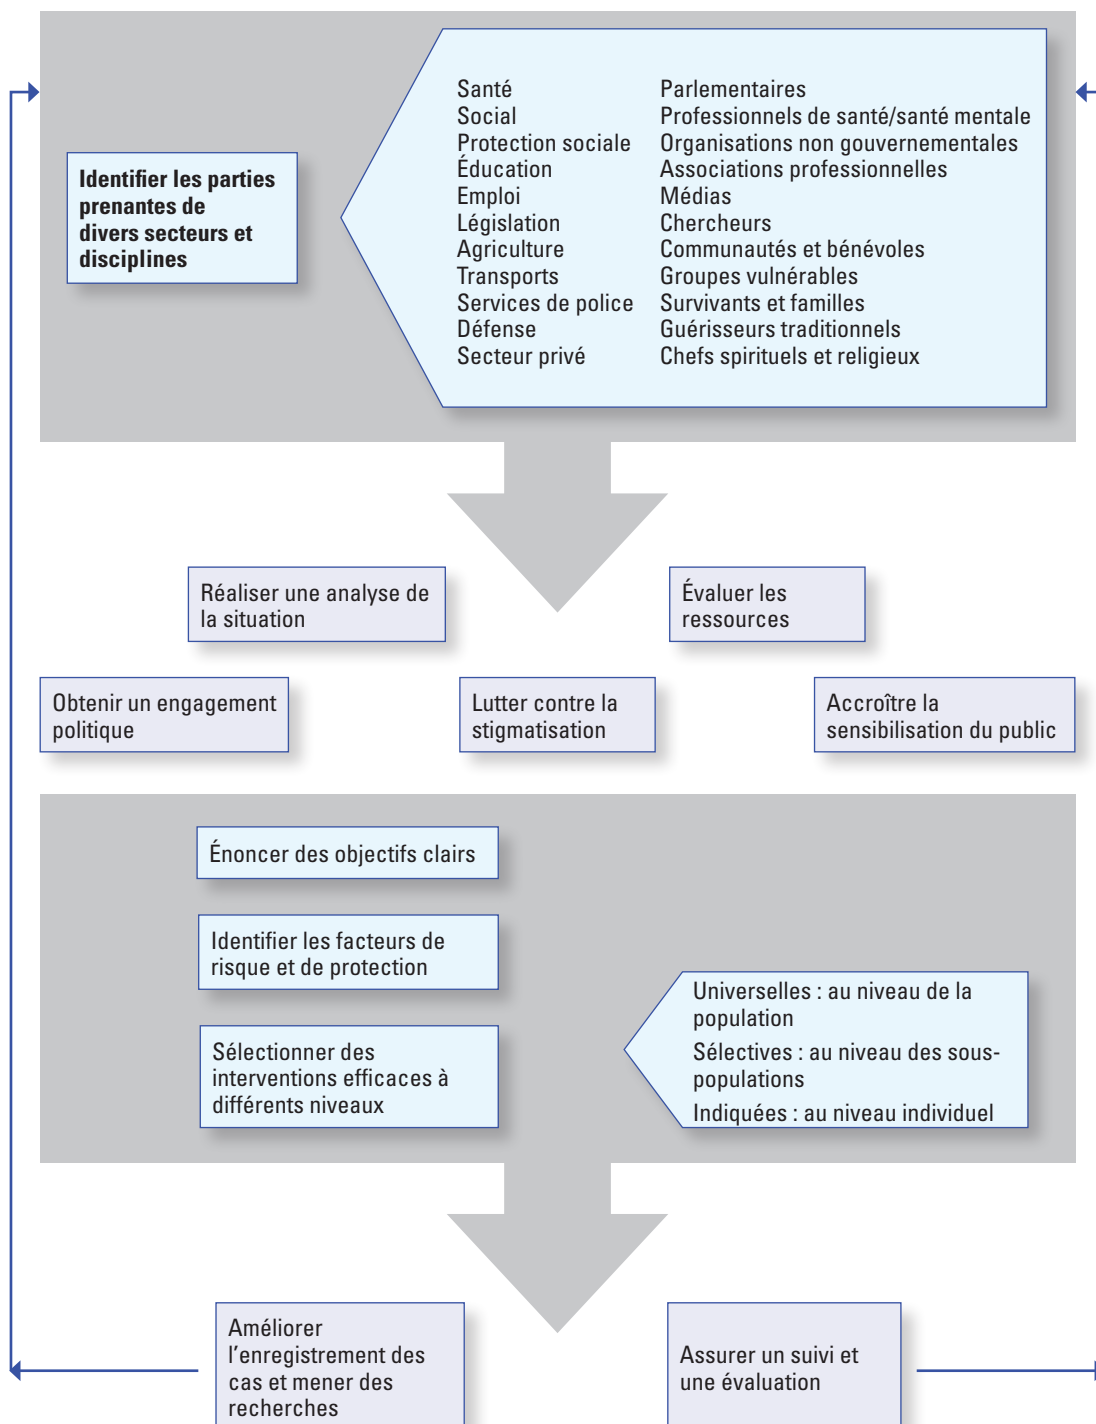 Identifier les parties
prenantes de
divers secteurs et
disciplines
Santé
Social
Protection sociale
Éducation
Emploi
Législation
Agriculture
Transports
Services de police
Défense
Secteur privé
Parlementaires
Professionnels de santé/santé mentale
Organisations non gouvernementales
Associations professionnelles
Médias
Chercheurs
Communautés et bénévoles
Groupes vulnérables
Survivants et familles
Guérisseurs traditionnels
Chefs spirituels et religieux
Réaliser une analyse de
la situation
Évaluer les
ressources
Obtenir un engagement
politique
Lutter contre la
stigmatisation
Accroître la
sensibilisation du public
Énoncer des objectifs clairs
Identifier les facteurs de
risque et de protection
Sélectionner des
interventions efficaces à
différents niveaux
Universelles : au niveau de la
population
Sélectives : au niveau des sous-
populations
Indiquées : au niveau individuel
Améliorer
l'enregistrement des
cas et mener des
recherches
Assurer un suivi et
une évaluation